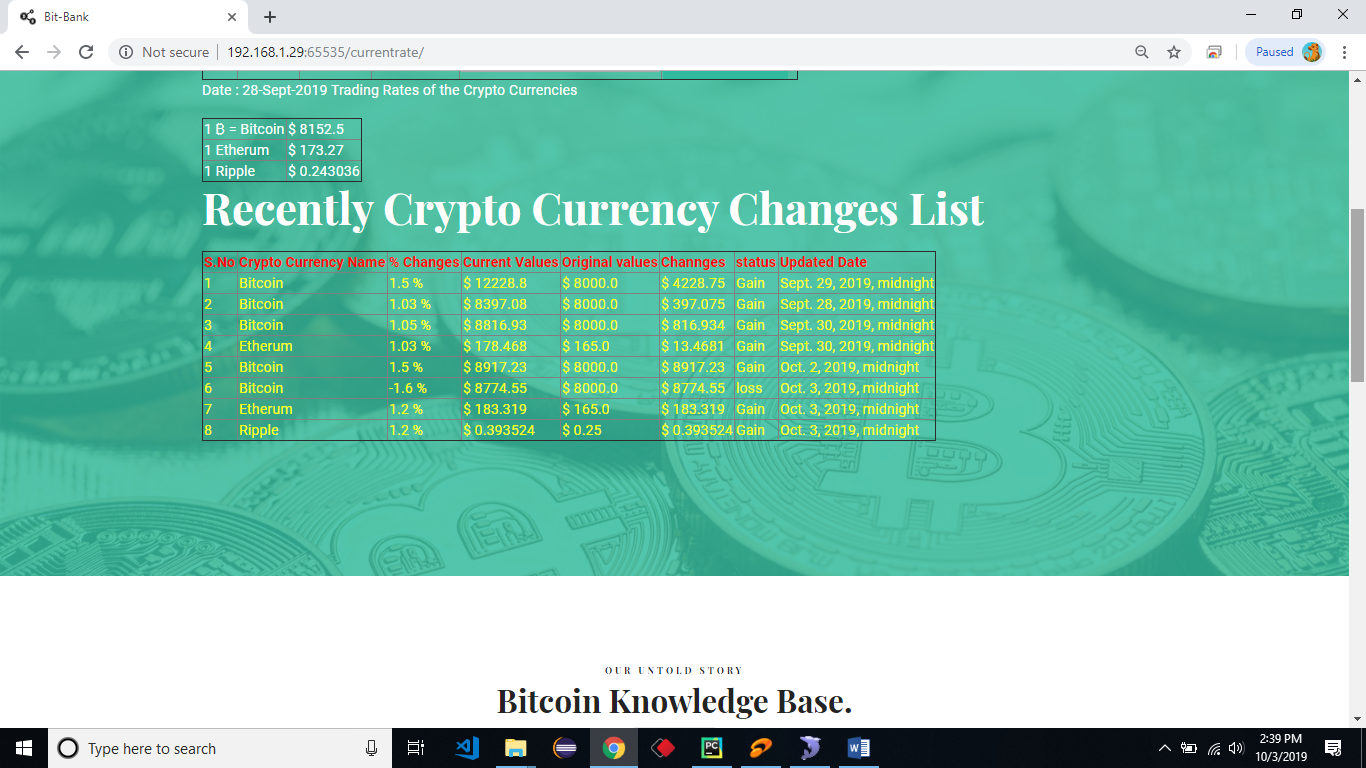 Bit-Bank
Not secure 192.168.1.29:65535/currentrate/ Paused
Date : 28-Sept-2019 Trading Rates of the Crypto Currencies
1 B = Bitcoin $ 8152.5
1 Etherum $ 173.27
1 Ripple $ 0.243036
Recently Crypto Currency Changes List
S.No Crypto Currency Name % Changes Current Values Original values Channges status Updated Date
1 Bitcoin 1.5 % $ 12228.8 $ 8000.0 $ 4228.75 Gain Sept. 29, 2019, midnight
2 Bitcoin 1.03 % $ 8397.08 $ 8000.0 $ 397.075 Gain Sept. 28, 2019, midnight
3 Bitcoin 1.05 % $ 8816.93 $ 8000.0 $ 816.934 Gain Sept. 30, 2019, midnight
4 Etherum 1.03 % $ 178.468 $ 165.0 $ 13.4681 Gain Sept. 30, 2019, midnight
5 Bitcoin 1.5 % $ 8917.23 $ 8000.0 $ 8917.23 Gain Oct. 2, 2019, midnight
6 Bitcoin -1.6 % $ 8774.55 $ 8000.0 $ 8774.55 loss Oct. 3, 2019, midnight
7 Etherum 1.2 % $ 183.319 $ 165.0 $ 183.319 Gain Oct. 3, 2019, midnight
8 Ripple 1.2 % $ 0.393524 $ 0.25 $ 0.393524 Gain Oct. 3, 2019, midnight
OUR UNTOLD STORY
Bitcoin Knowledge Base.
Type here to search
PC
W
2:39 PM
10/3/2019